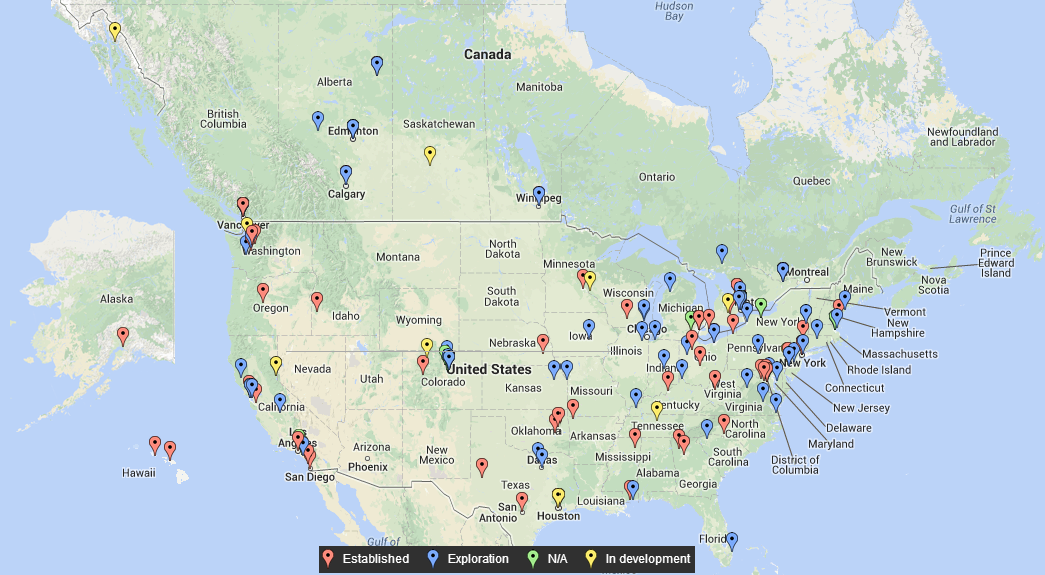 Hudson
Bay
Canada
Alberta
Manitoba
British
Columbia
Saskatchewan
Edmonton
Newfoundland
and Labrador
Ontario
Quebec
Calgary
Winnipeg
Gulf of St
Lawrence
Vancouver
Washington
North
Dakota
Montana
Minnesota
New
Brunswick
Prince
Edward
Island
Nova
Scotia
Montreal
Maine
Alaska
South
Dakota
Wisconsin
Michigan
Oregon
Idaho
Wyoming
Vermont
New
Hampshire
New York
Iowa
Nebraska
Illinois
Massachusetts
Rhode Island
New York
Connecticut
Nevada
United States
Utah
Colorado
Kansas
Missouri
West
Virginia
Virginia
New Jersey
California
Kentucky
Delaware
Maryland
Oklahoma
Tennessee
North
Carolina
Los
Angeles
Arizona
Phoenix
New
Mexico
Arkansas
Mississippi
South
Carolina
District of
Columbia
Hawaii
San Diego
Dallas
Texas
Alabama
Georgia
Louisiana
San
Antonio
Houston
Florida
Gulf of
Established
Exploration
N/A
In development